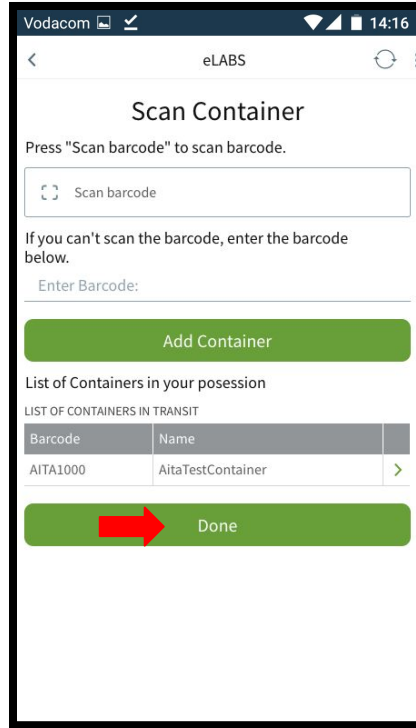 Vodacom 14:16
eLABS
Scan Container
Press "Scan barcode" to scan barcode.
Scan barcode
If you can't scan the barcode, enter the barcode
below.
Enter Barcode:
Add Container
List of Containers in your posession
LIST OF CONTAINERS IN TRANSIT
Barcode Name
AITA1000 AitaTestContainer
Done